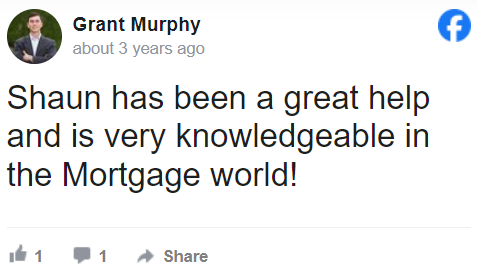 Grant Murphy
about 3 years ago
Shaun has been a great help
and is very knowledgeable in
the Mortgage world!
1 1 Share